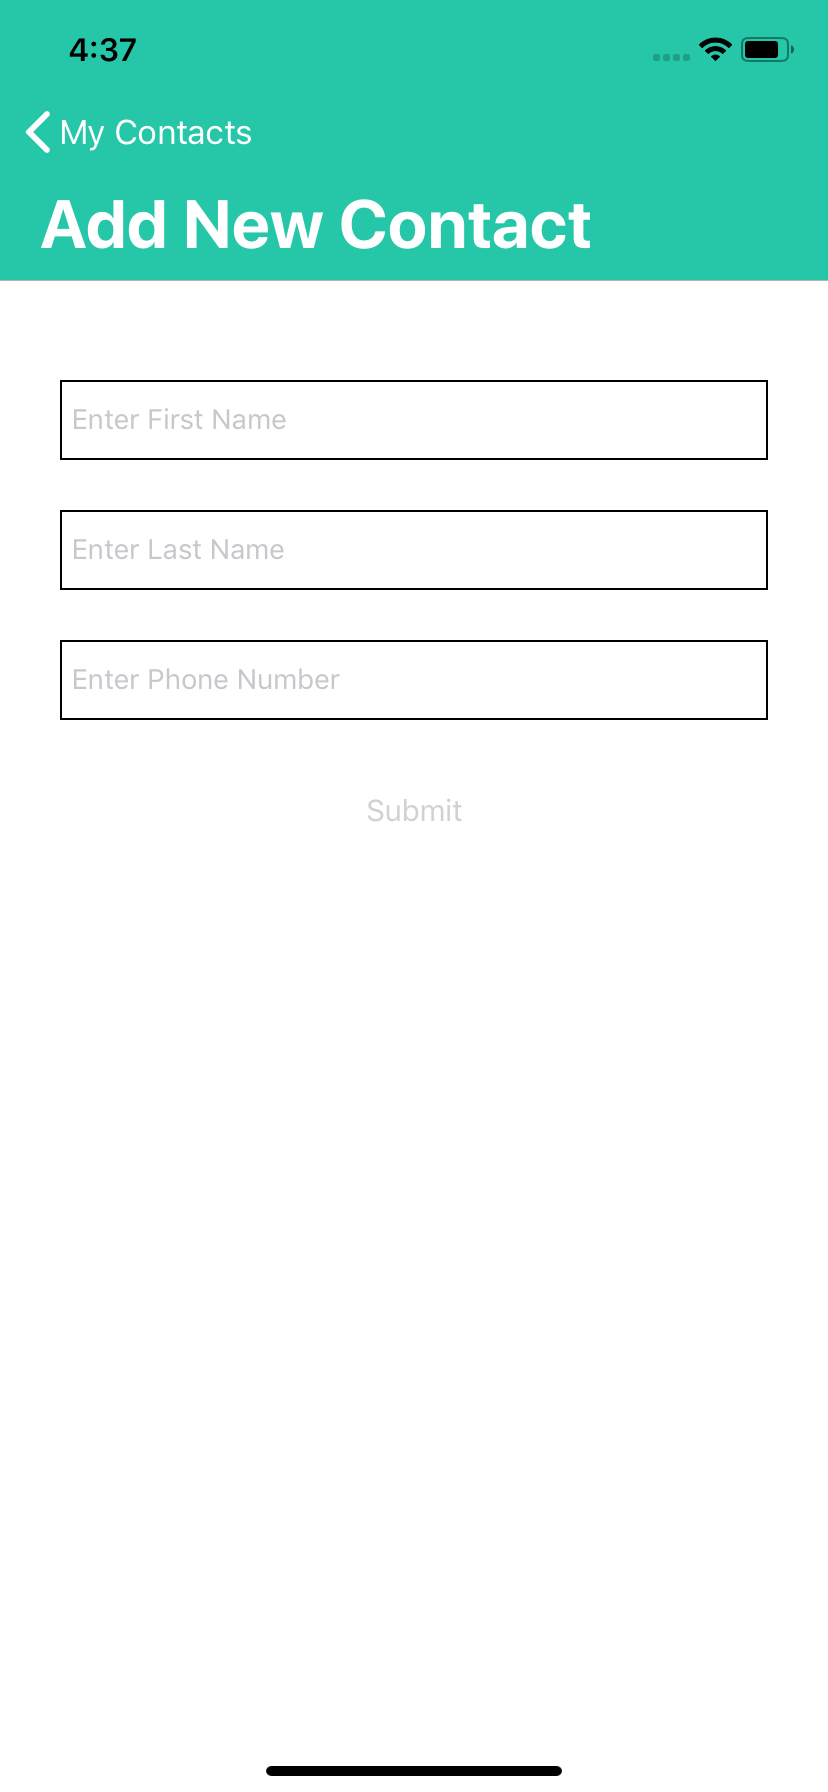 4:37
My Contacts
Add New Contact
Enter First Name
Enter Last Name
Enter Phone Number
Submit